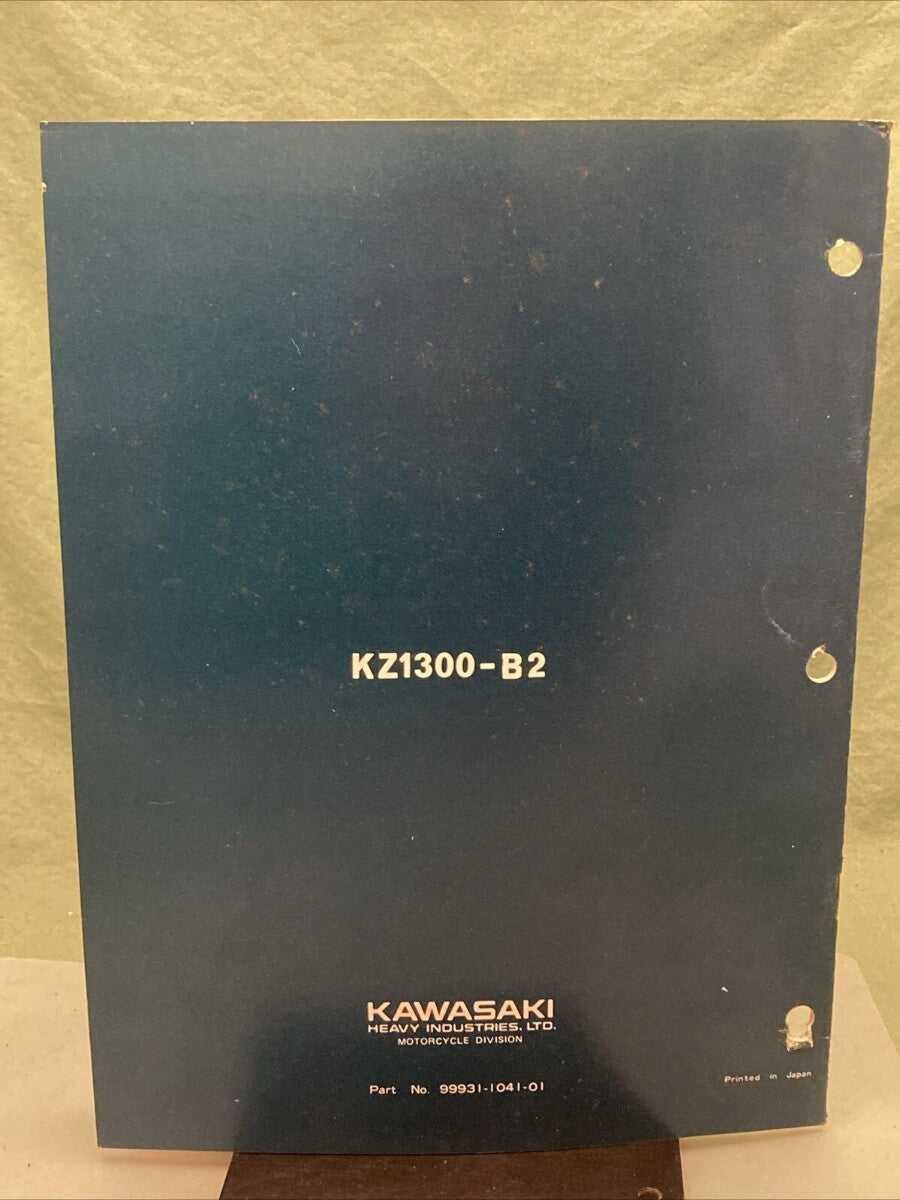 KZ1300-B2
KAWASAKI
HEAVY INDUSTRIES, LTD.
MOTORCYCLE DIVISION
Part No. 99931-1041-01
Printed in Japan